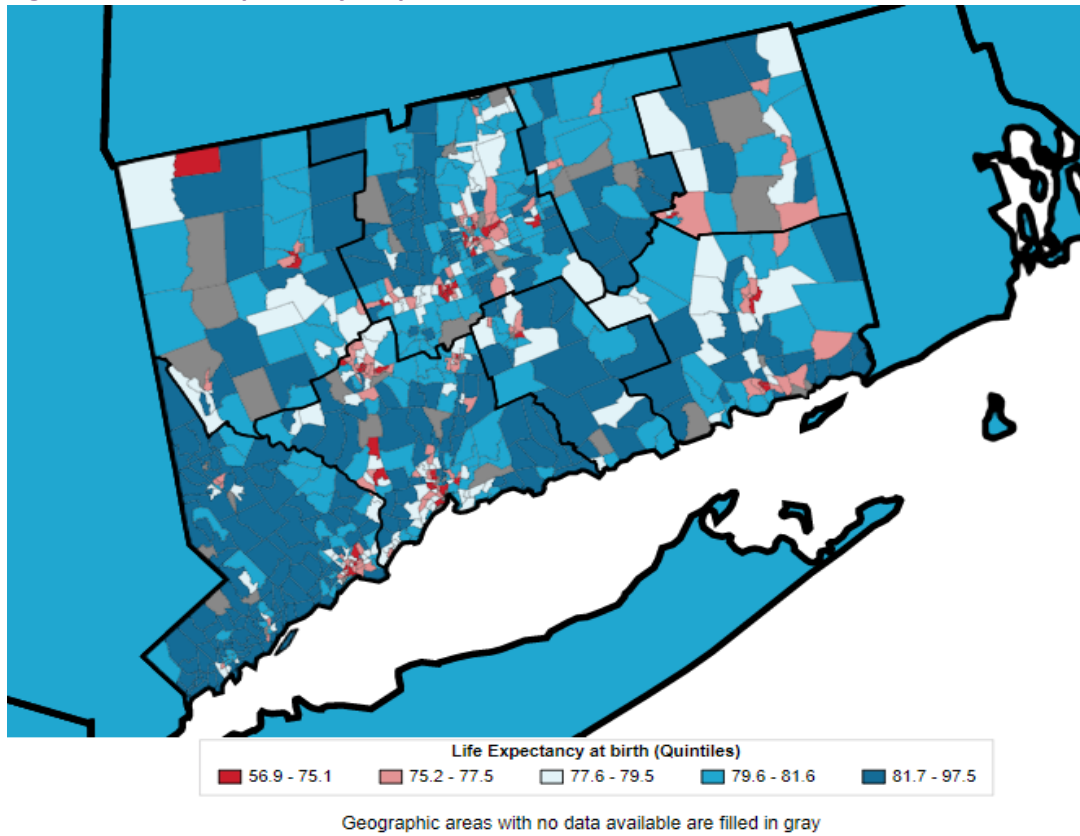 Life Expectancy at birth (Quintiles)
56.9 - 75.1 75.2 - 77.5 77.6 - 79.5 79.6 - 81.6 81.7 - 97.5
Geographic areas with no data available are filled in gray